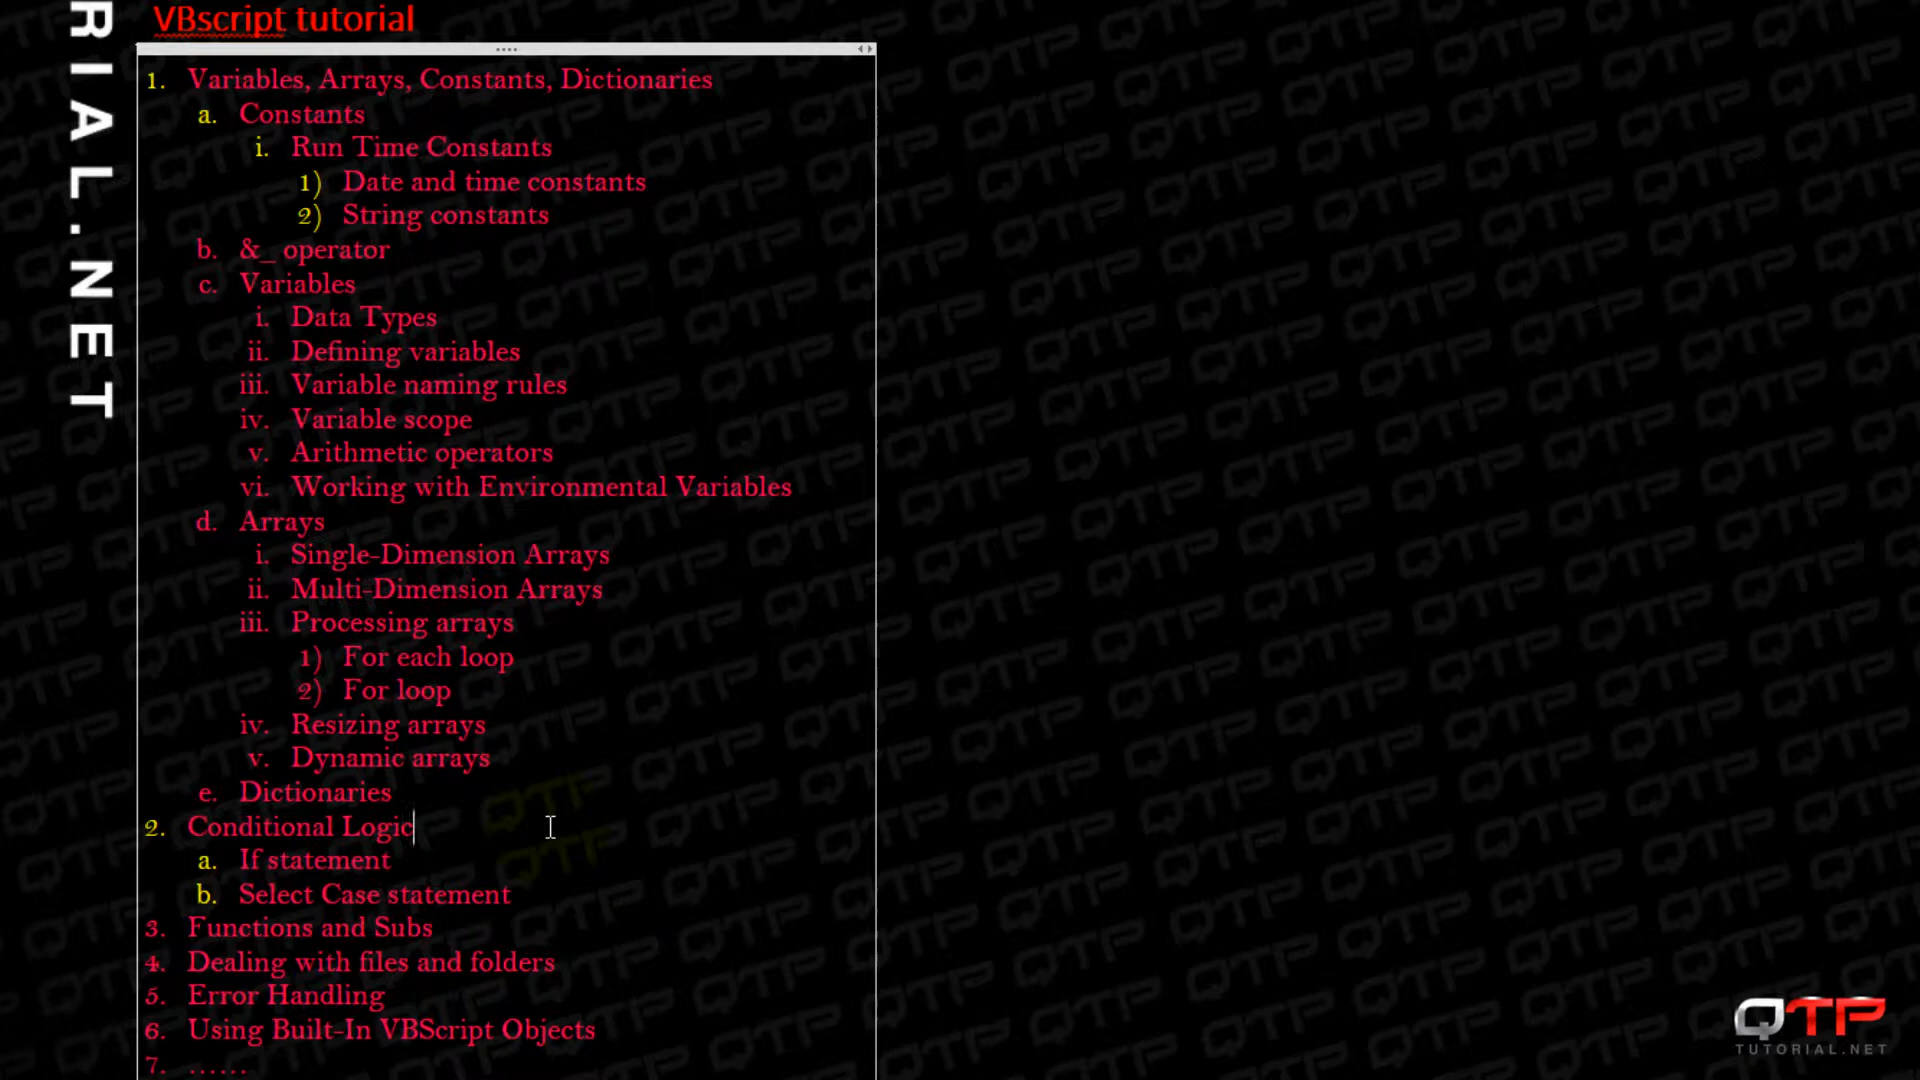 RIAL.NET
VBscript tutorial
1. Variables, Arrays, Constants, Dictionaries
a. Constants
i. Run Time Constants
1) Date and time constants
2) String constants
b. &_ operator
c. Variables
i. Data Types
ii. Defining variables
iii. Variable naming rules
iv. Variable scope
v. Arithmetic operators
vi. Working with Environmental Variables
d. Arrays
i. Single-Dimension Arrays
ii. Multi-Dimension Arrays
iii. Processing arrays
1) For each loop
2) For loop
iv. Resizing arrays
v. Dynamic arrays
e. Dictionaries
2. Conditional Logic
a. If statement
b. Select Case statement
3. Functions and Subs
4. Dealing with files and folders
5. Error Handling
6. Using Built-In VBScript Objects
7. ......
QTP
TUTORIAL.NET